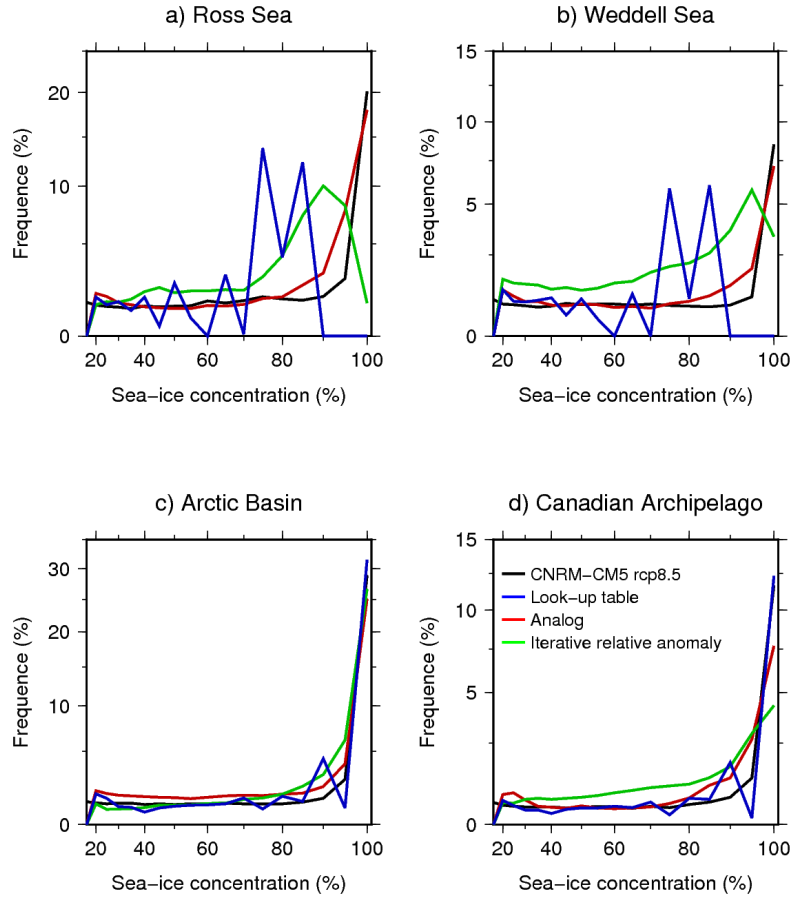 a) Ross Sea
Frequence (%)
20
10
0
20 40 60 80 100
Sea-ice concentration (%)
b) Weddell Sea
Frequence (%)
15
10
5
0
20 40 60 80 100
Sea-ice concentration (%)
c) Arctic Basin
Frequence (%)
30
20
10
0
20 40 60 80 100
Sea-ice concentration (%)
d) Canadian Archipelago
Frequence (%)
15
10
5
0
CNRM-CM5 rcp8.5
Look-up table
Analog
Iterative relative anomaly
20 40 60 80 100
Sea-ice concentration (%)